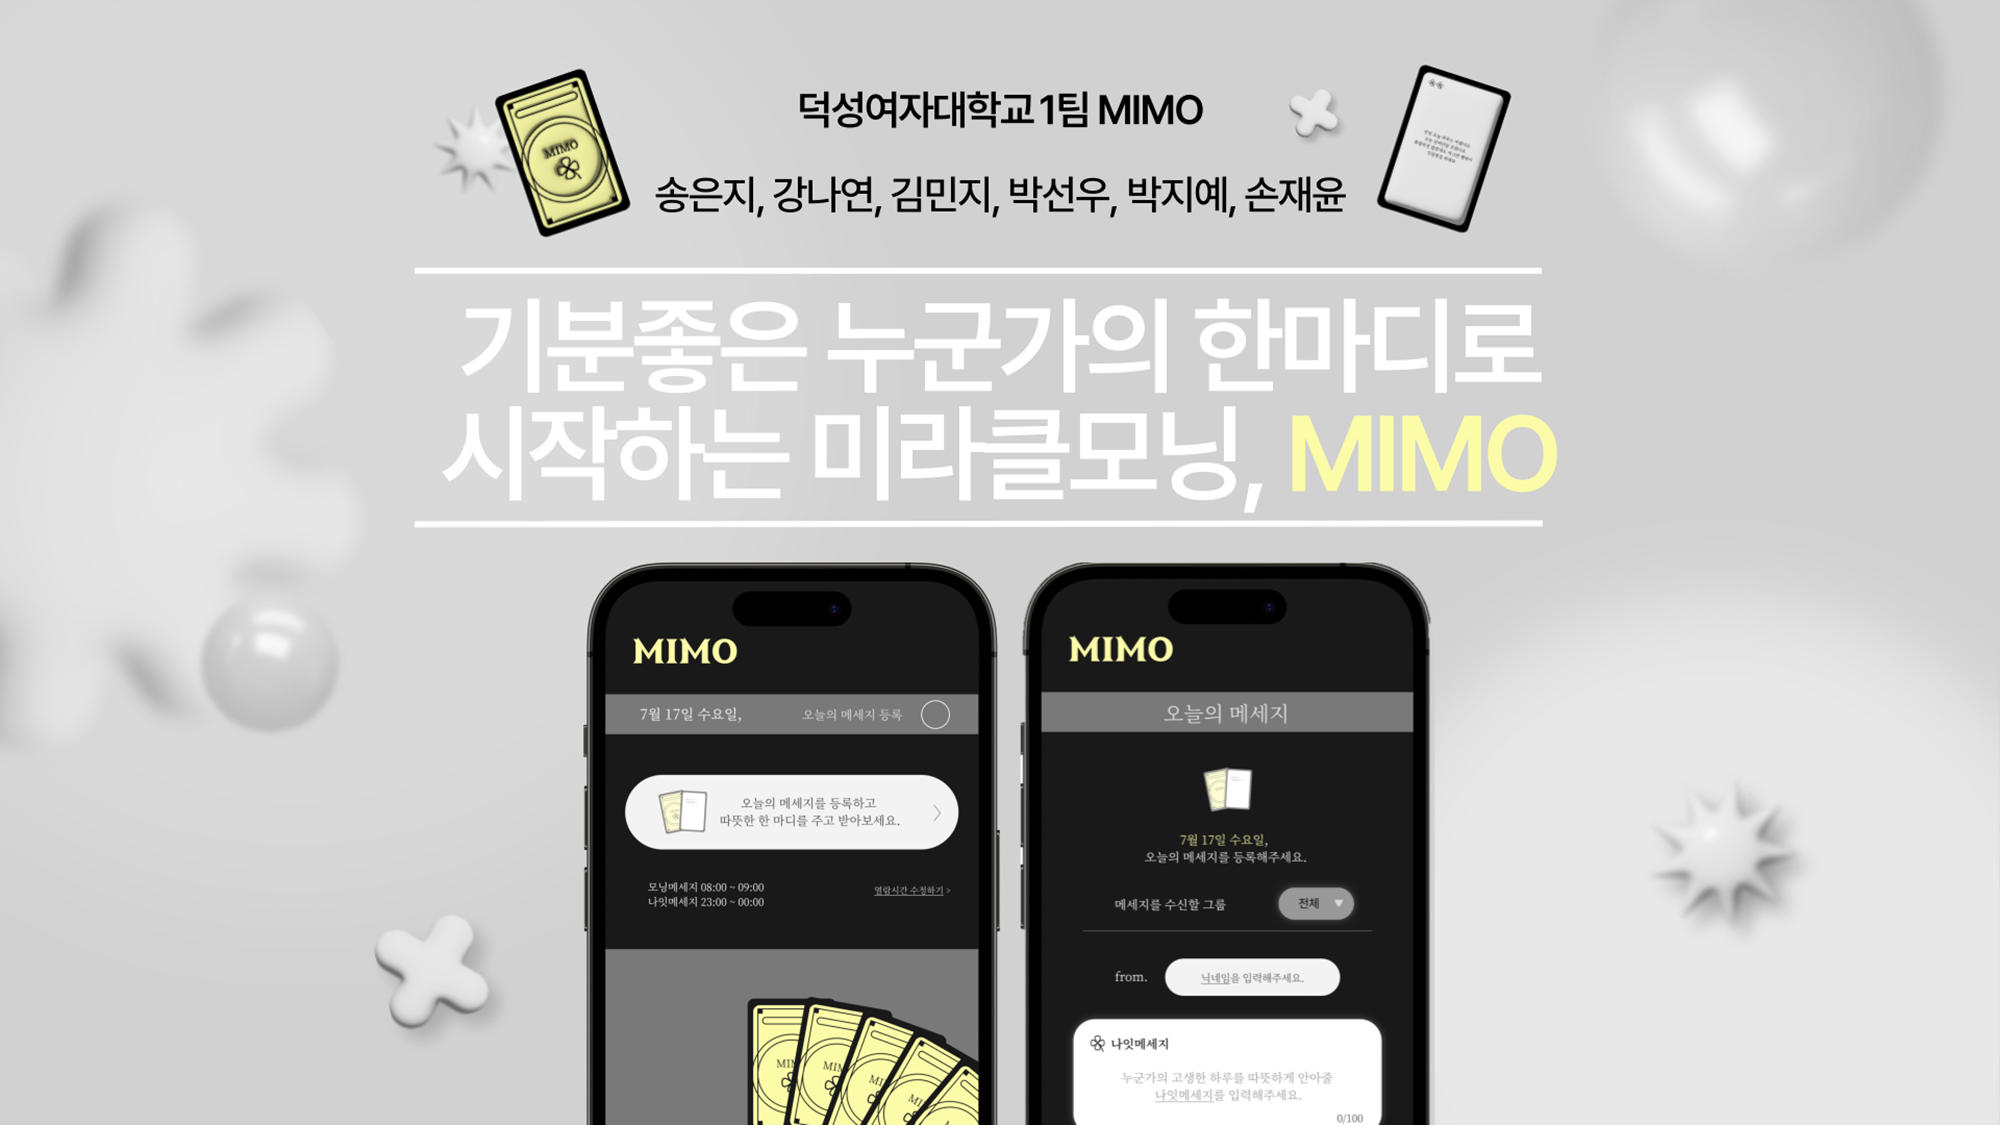 덕성여자대학교 1팀 MIMO
송은지, 강나연, 김민지, 박선우, 박지예, 손재윤
MIMO
기분좋은 누군가의 한마디로
시작하는 미라클모닝, MIMO
MIMO
7월 17일 수요일,
오늘의 메세지 등록
오늘의 메세지를 등록하고
따뜻한 한 마디를 주고 받아보세요.
모닝메세지 08:00 ~ 09:00
나잇메세지 23:00 ~ 00:00
열람시간 수정하기 >
MIMO
오늘의 메세지
7월 17일 수요일,
오늘의 메세지를 등록해주세요.
메세지를 수신할 그룹
전체
from.
닉네임을 입력해주세요.
나잇메세지
누군가의 고생한 하루를 따뜻하게 안아줄
나잇메세지를 입력해주세요.
0/100